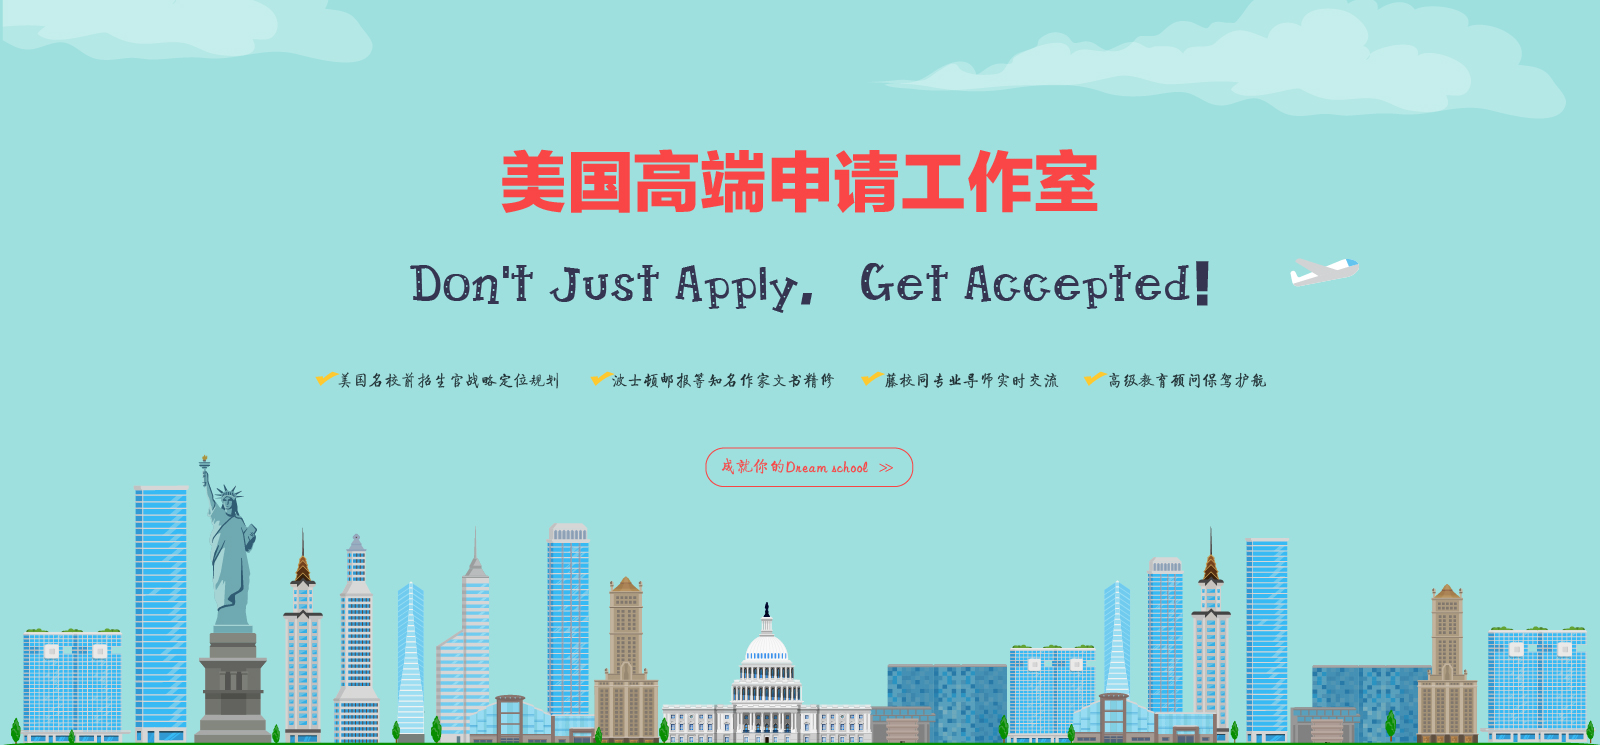 美国高端申请工作室
Don't Just Apply. Get Accepted!
美国名校前招生官战略定位规划 波士顿邮报等知名作家文书精修 藤校同专业导师实时交流 高级教育顾问保驾护航
成就你的Dream school ≫